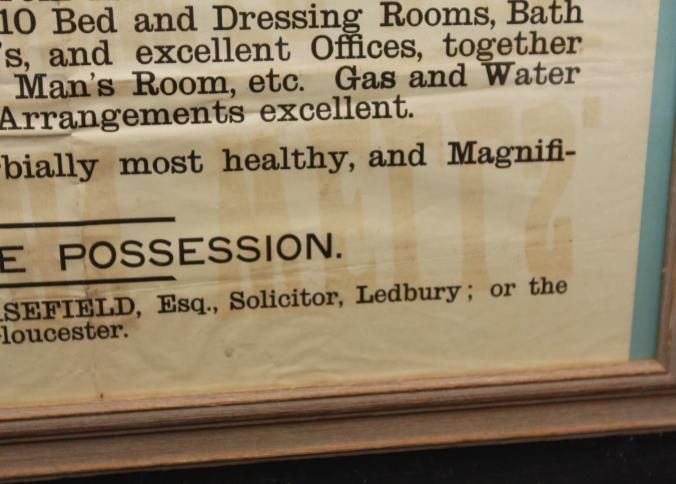 10 Bed and Dressing Rooms, Bath
's, and excellent Offices, together
Man's Room, etc. Gas and Water
Arrangements excellent.
bially most healthy, and Magnifi-
E POSSESSION.
SEFIELD, Esq., Solicitor, Ledbury; or the
loucester.